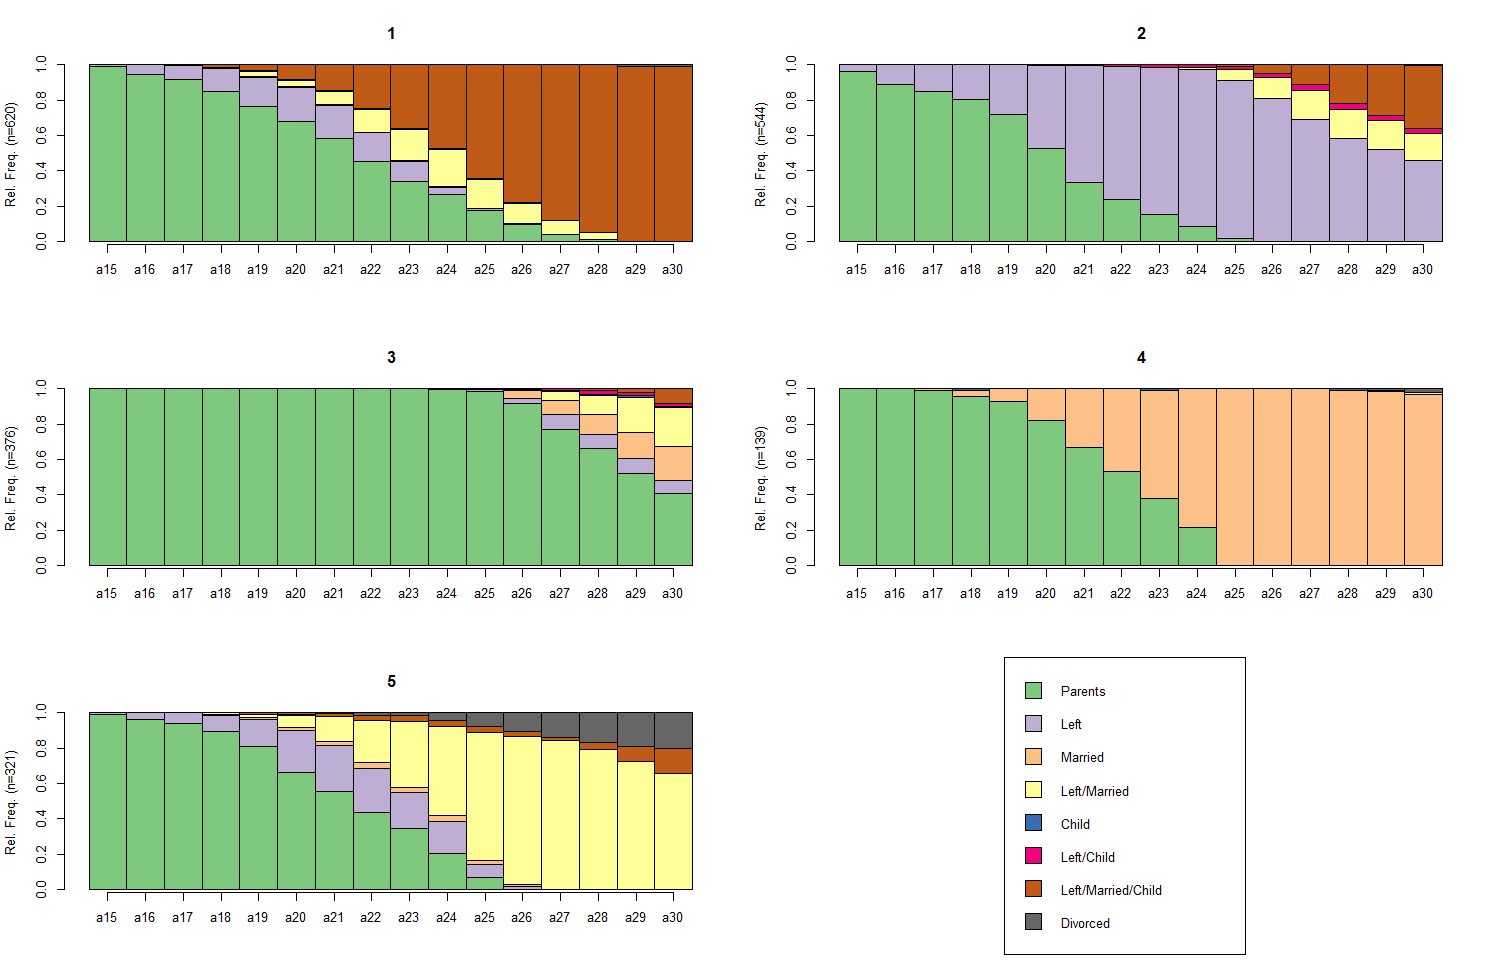 1
Rel. Freq. (n=620)
0.0 0.2 0.4 0.6 0.8 1.0
a15 a16 a17 a18 a19 a20 a21 a22 a23 a24 a25 a26 a27 a28 a29 a30
2
Rel. Freq. (n=544)
0.0 0.2 0.4 0.6 0.8 1.0
a15 a16 a17 a18 a19 a20 a21 a22 a23 a24 a25 a26 a27 a28 a29 a30
3
Rel. Freq. (n=376)
0.0 0.2 0.4 0.6 0.8 1.0
a15 a16 a17 a18 a19 a20 a21 a22 a23 a24 a25 a26 a27 a28 a29 a30
4
Rel. Freq. (n=139)
0.0 0.2 0.4 0.6 0.8 1.0
a15 a16 a17 a18 a19 a20 a21 a22 a23 a24 a25 a26 a27 a28 a29 a30
5
Rel. Freq. (n=321)
0.0 0.2 0.4 0.6 0.8 1.0
a15 a16 a17 a18 a19 a20 a21 a22 a23 a24 a25 a26 a27 a28 a29 a30
Parents
Left
Married
Left/Married
Child
Left/Child
Left/Married/Child
Divorced